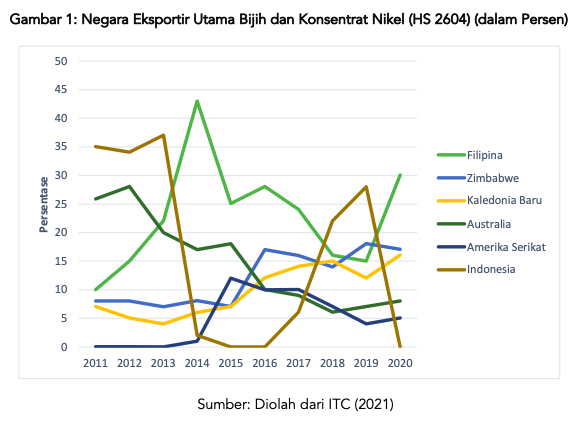 Gambar 1: Negara Eksportir Utama Bijih dan Konsentrat Nikel (HS 2604) (dalam Persen)
50
45
40
35
30
25
20
15
10
5
0
Persentase
2011 2012 2013 2014 2015 2016 2017 2018 2019 2020
Filipina
Zimbabwe
Kaledonia Baru
Australia
Amerika Serikat
Indonesia
Sumber: Diolah dari ITC (2021)